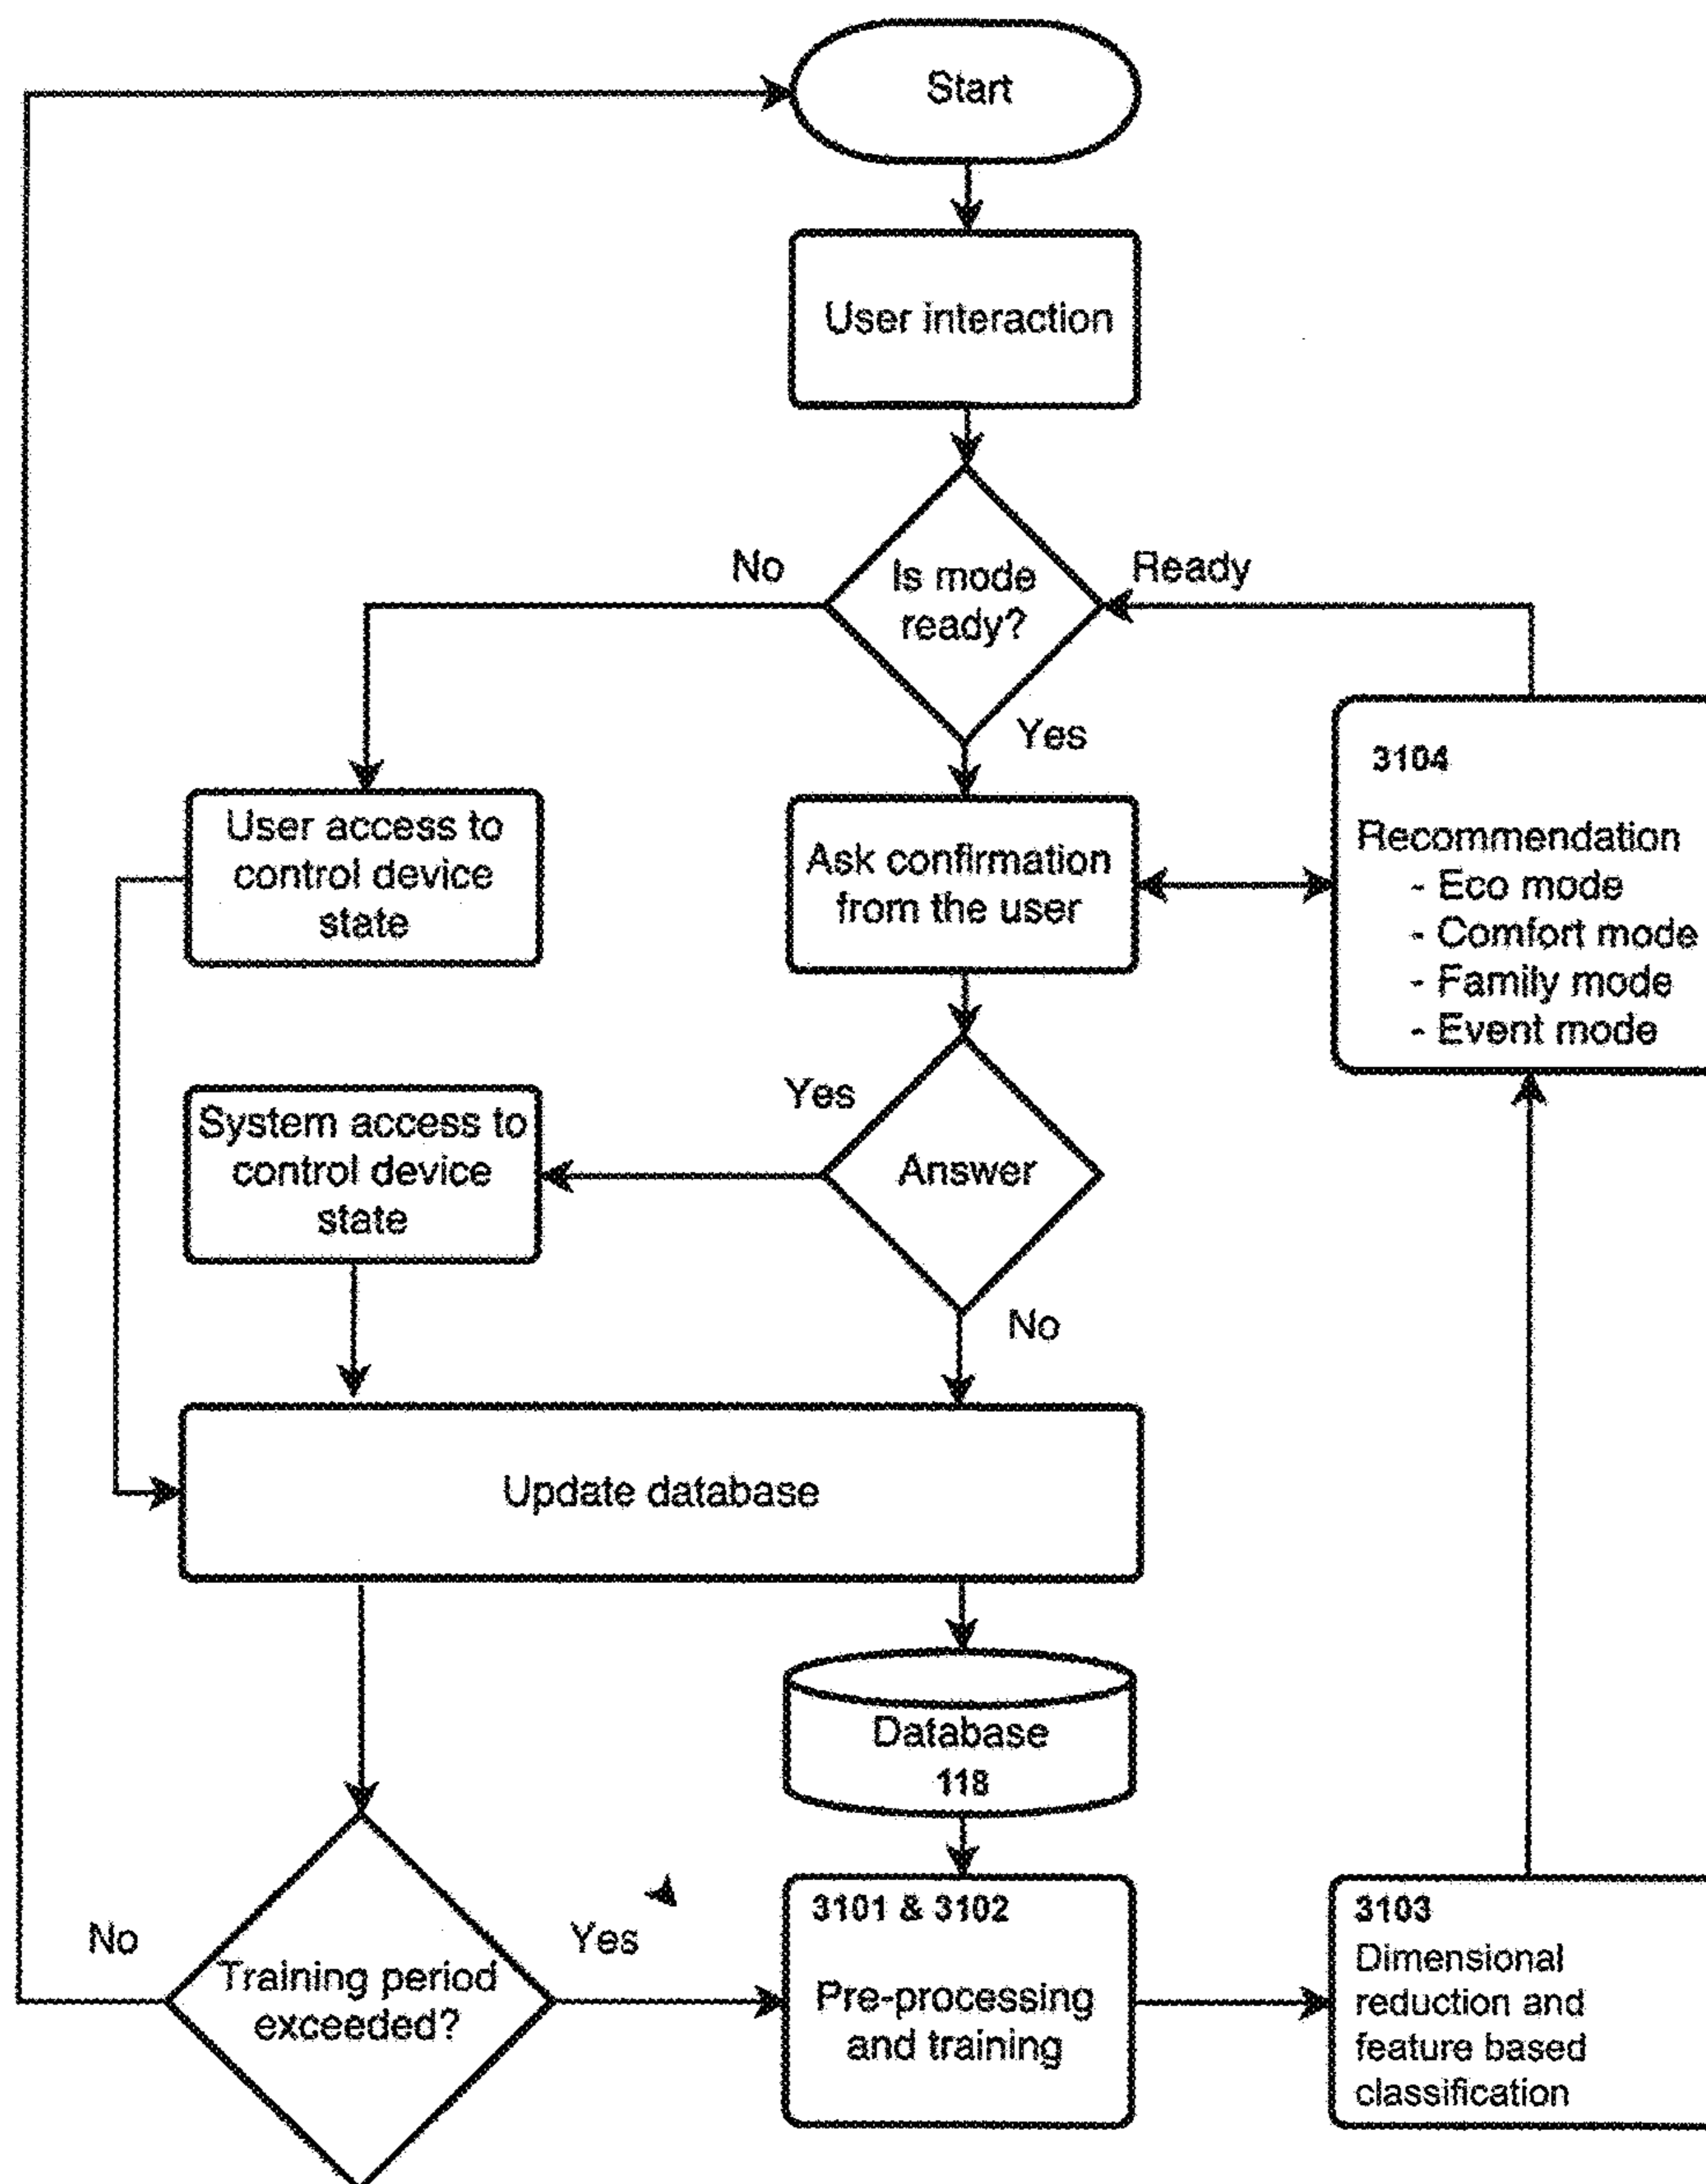 Start
User interaction
No
Is mode
ready?
Ready
Yes
User access to
control device
state
Ask confirmation
from the user
3104
Recommendation
- Eco mode
- Comfort mode
- Family mode
- Event mode
Yes
System access to
control device
state
Answer
No
Update database
Database
118
No
Training period
exceeded?
Yes
3101 & 3102
Pre-processing
and training
3103
Dimensional
reduction and
feature based
classification